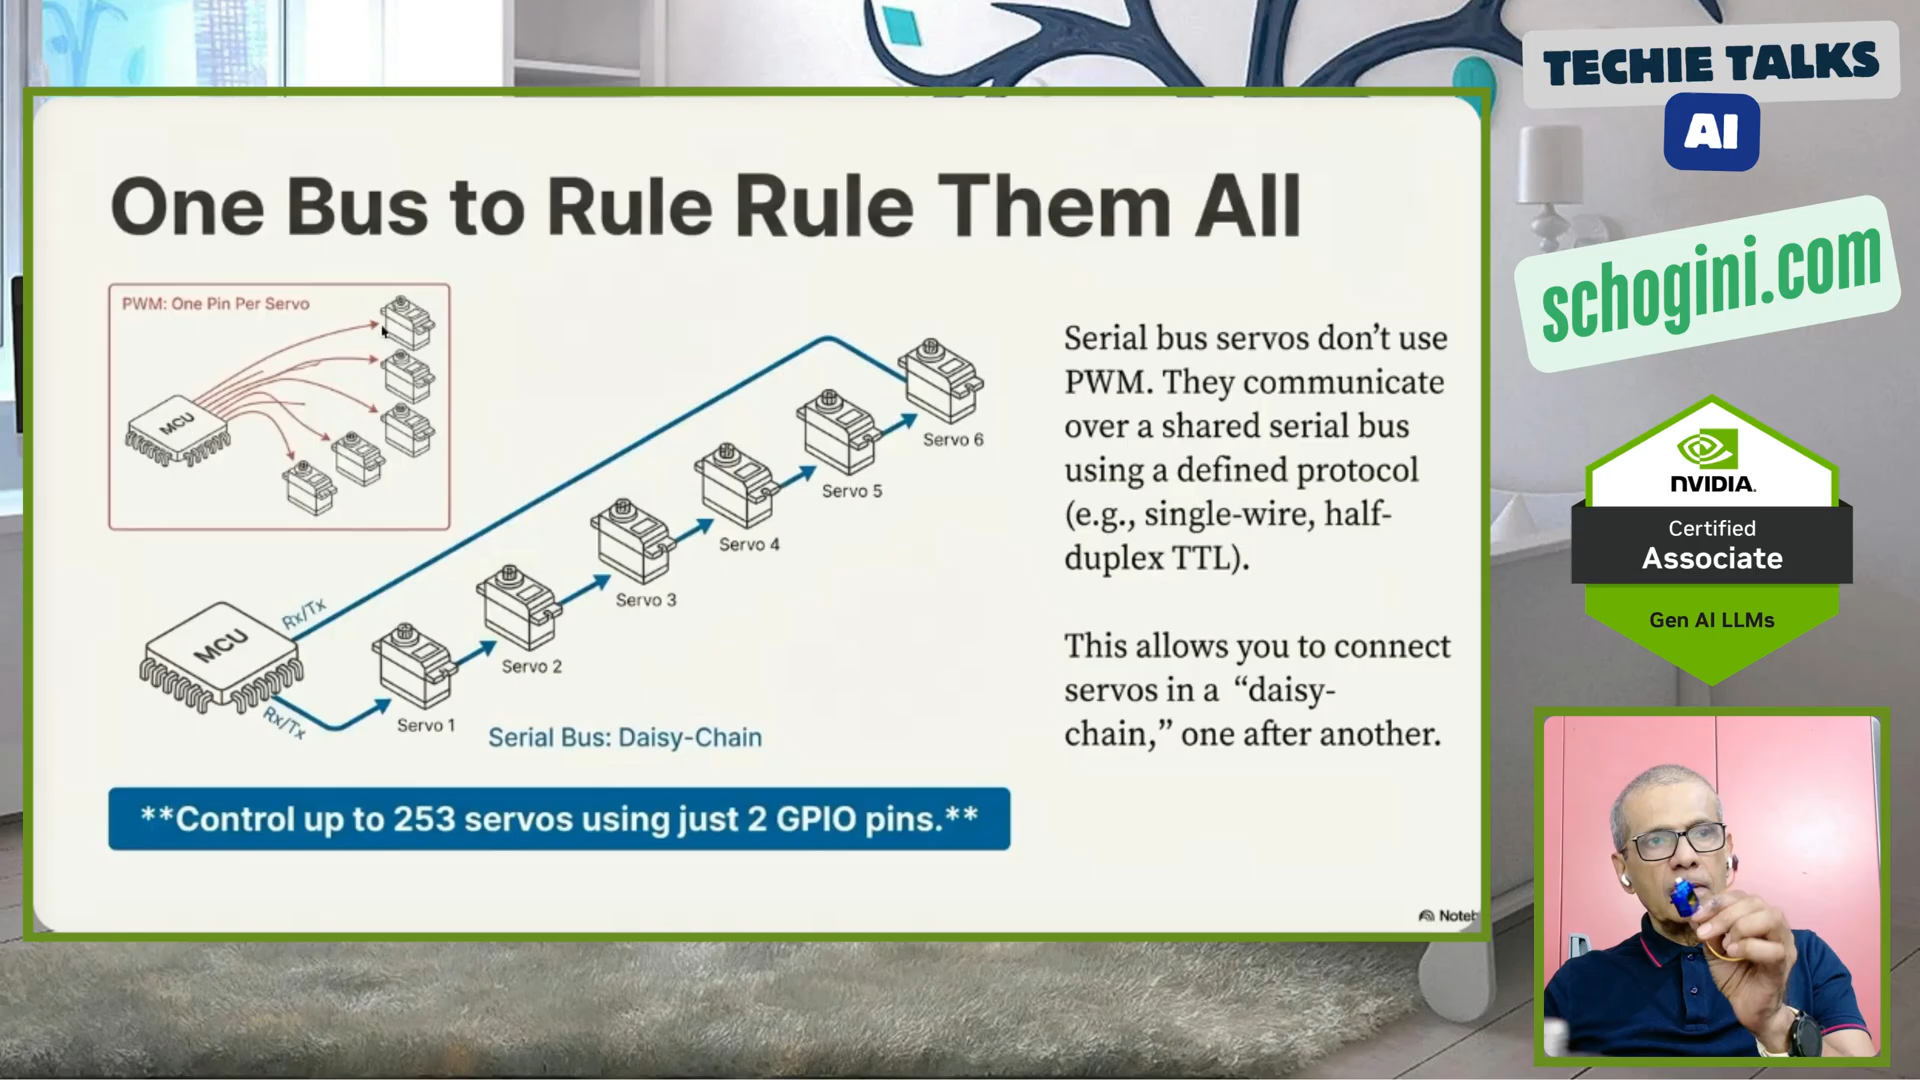 One Bus to Rule Rule Them All
PWM: One Pin Per Servo
MCU
MCU
Rx/Tx
Rx/Tx
Servo 1
Servo 2
Servo 3
Servo 4
Servo 5
Servo 6
Serial Bus: Daisy-Chain
**Control up to 253 servos using just 2 GPIO pins.**
Serial bus servos don’t use
PWM. They communicate
over a shared serial bus
using a defined protocol
(e.g., single-wire, half-
duplex TTL).
This allows you to connect
servos in a “daisy-
chain,” one after another.
TECHIE TALKS
AI
schogini.com
NVIDIA.
Certified
Associate
Gen AI LLMs